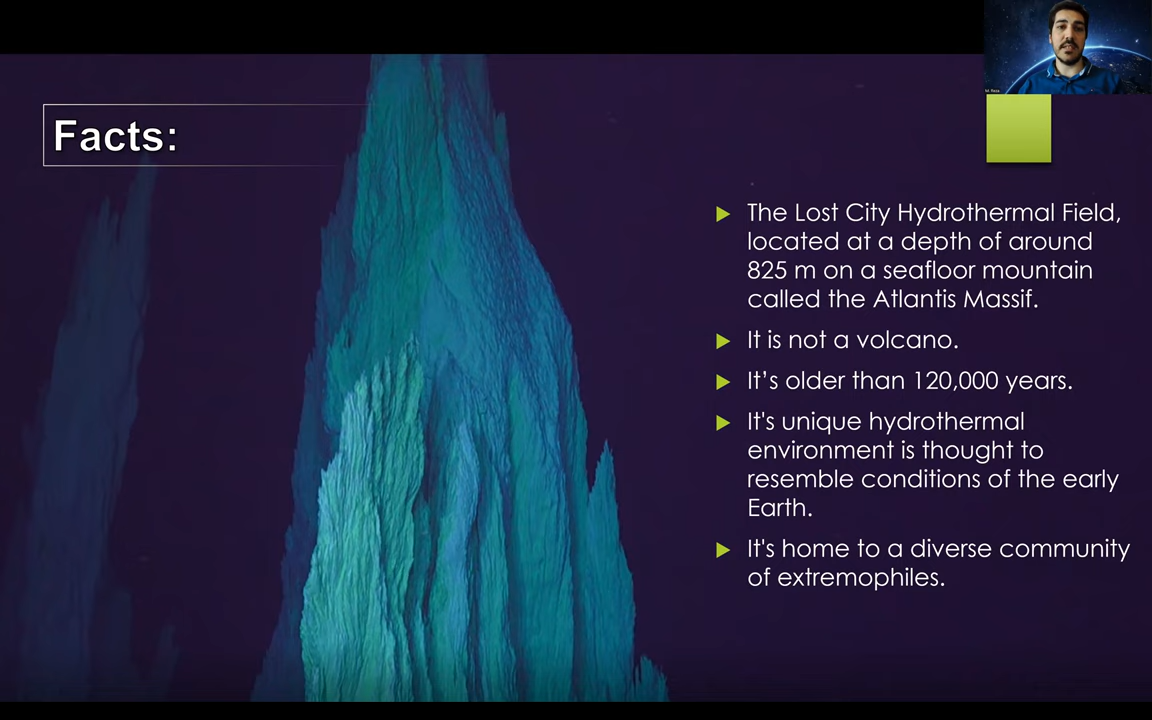 Facts:
The Lost City Hydrothermal Field,
located at a depth of around
825 m on a seafloor mountain
called the Atlantis Massif.
It is not a volcano.
It's older than 120,000 years.
It's unique hydrothermal
environment is thought to
resemble conditions of the early
Earth.
It's home to a diverse community
of extremophiles.